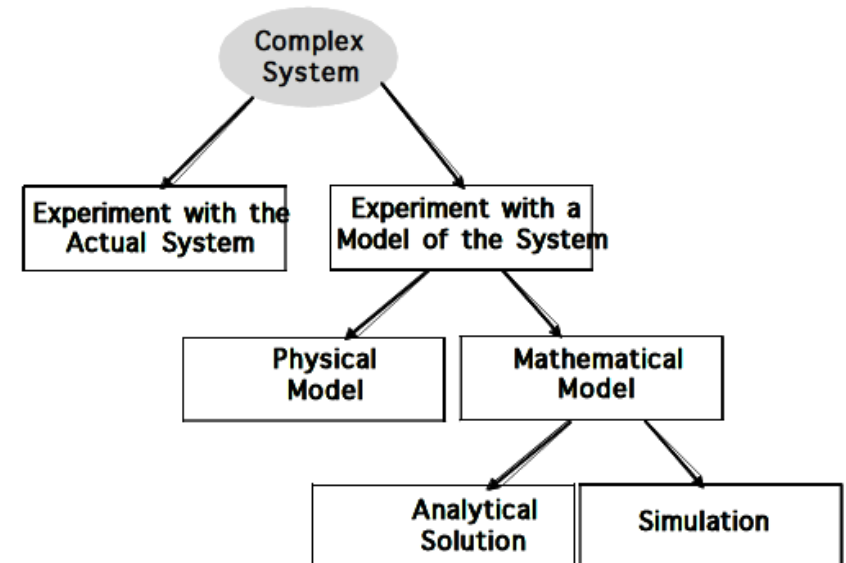 Complex
System
Experiment with the
Actual System
Experiment with a
Model of the System
Physical
Model
Mathematical
Model
Analytical
Solution
Simulation